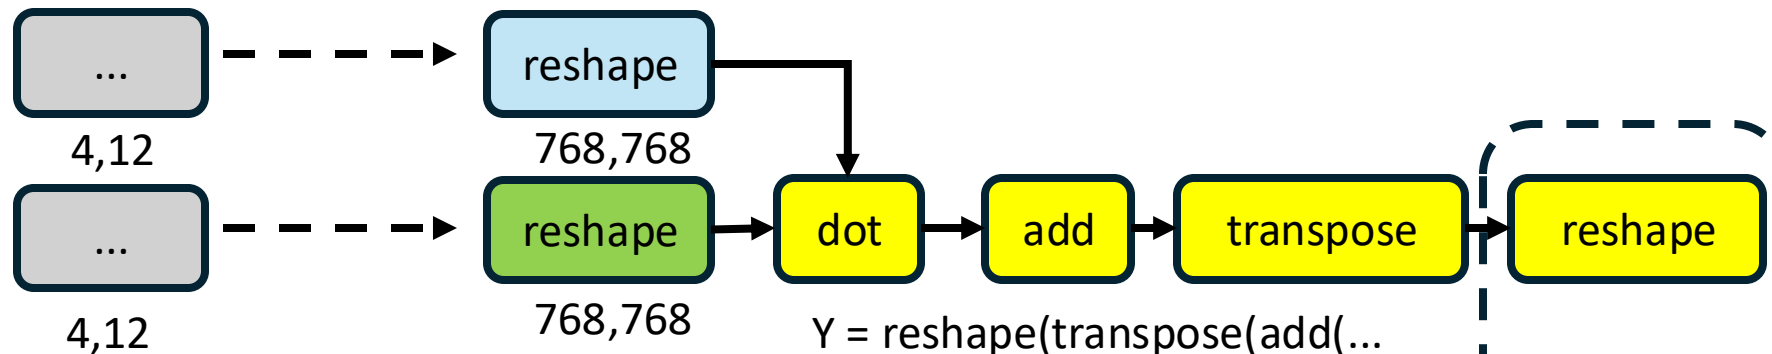 ...
reshape
4,12
768,768
...
reshape
dot
add
transpose
reshape
4,12
768,768
Y = reshape(transpose(add(...